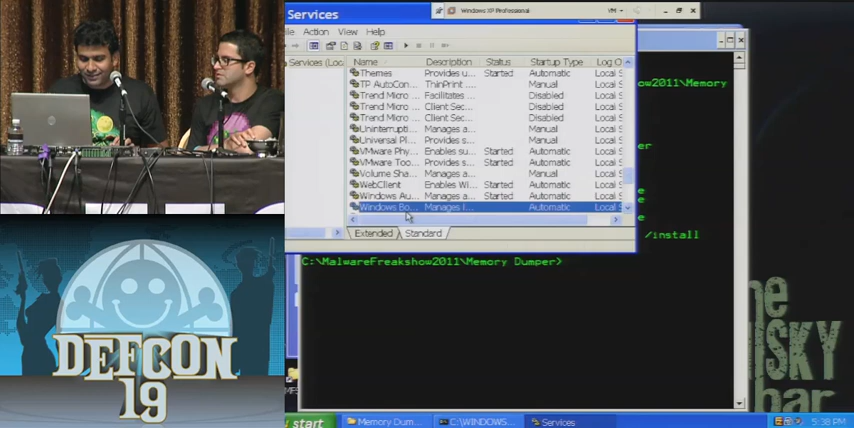 Services
Windows XP Professional
VM
File Action View Help
Services (Loc
Name Description Status Startup Type Log O
Themes Provides u... Started Automatic Local S
TP AutoCon... ThinPrint .... Manual Local S
Trend Micro ... Facilitates ... Disabled Local S
Trend Micro ... Client Sec... Disabled Local S
Trend Micro ... Client Sec... Disabled Local S
Uninterrupti... Manages a... Manual Local S
Universal Pl... Provides s... Manual Local S
VMware Phy... Enables su... Started Automatic Local S
VMware Too... Provides s... Started Automatic Local S
Volume Sha... Manages a... Manual Local S
WebClient Enables Wi... Started Automatic Local S
Windows Au... Manages a... Started Automatic Local S
Windows Bo... Manages I... Automatic Local S
Extended Standard
ow2011\Memory
er
e
e
e
/install
C:\MalwareFreakshow2011\Memory Dumper>
he
bar
DEFCON
19
start
Memory Dum...
C:\WINDOWS...
Services
5:38 PM